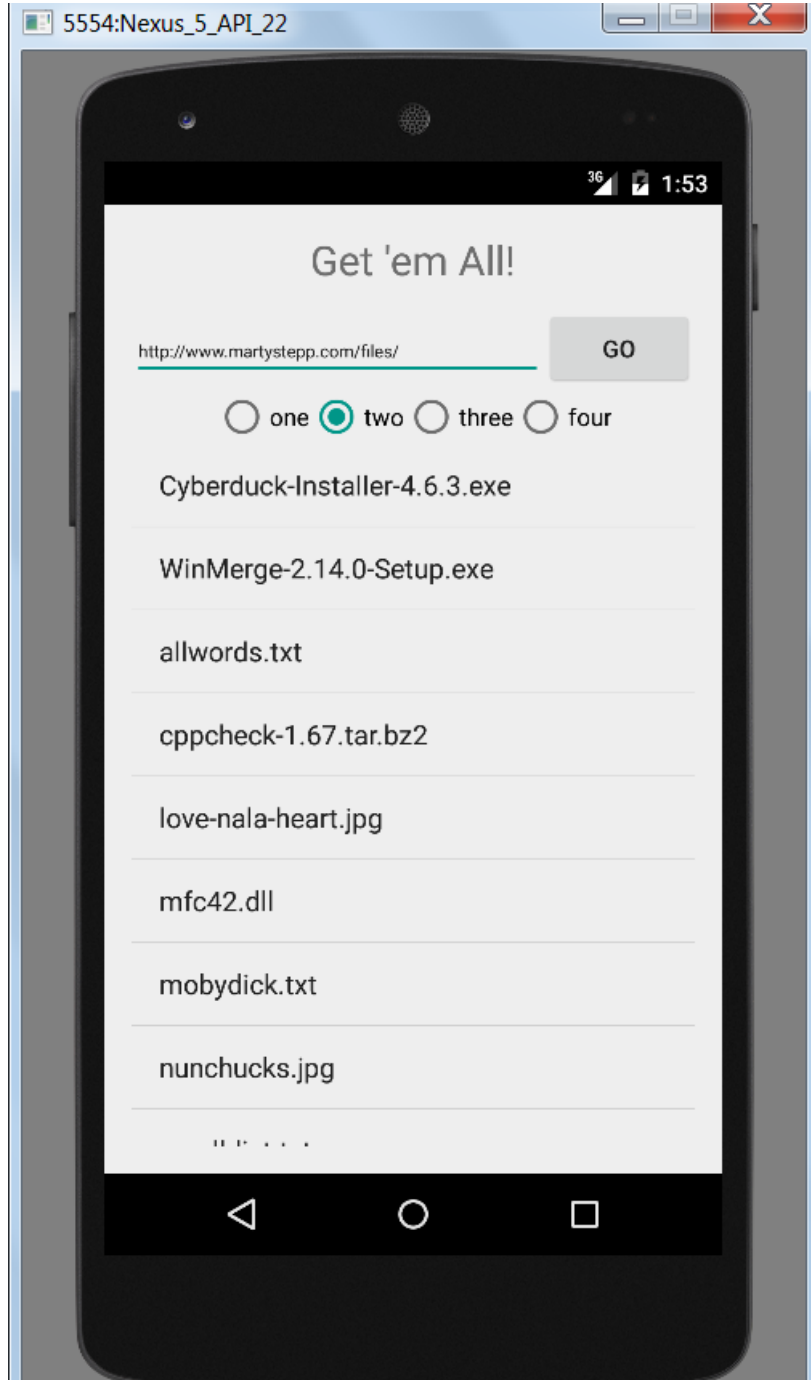 5554:Nexus_5_API_22
3G 1:53
Get 'em All!
http://www.martystepp.com/files/ GO
one two three four
Cyberduck-Installer-4.6.3.exe
WinMerge-2.14.0-Setup.exe
allwords.txt
cppcheck-1.67.tar.bz2
love-nala-heart.jpg
mfc42.dll
mobydick.txt
nunchucks.jpg